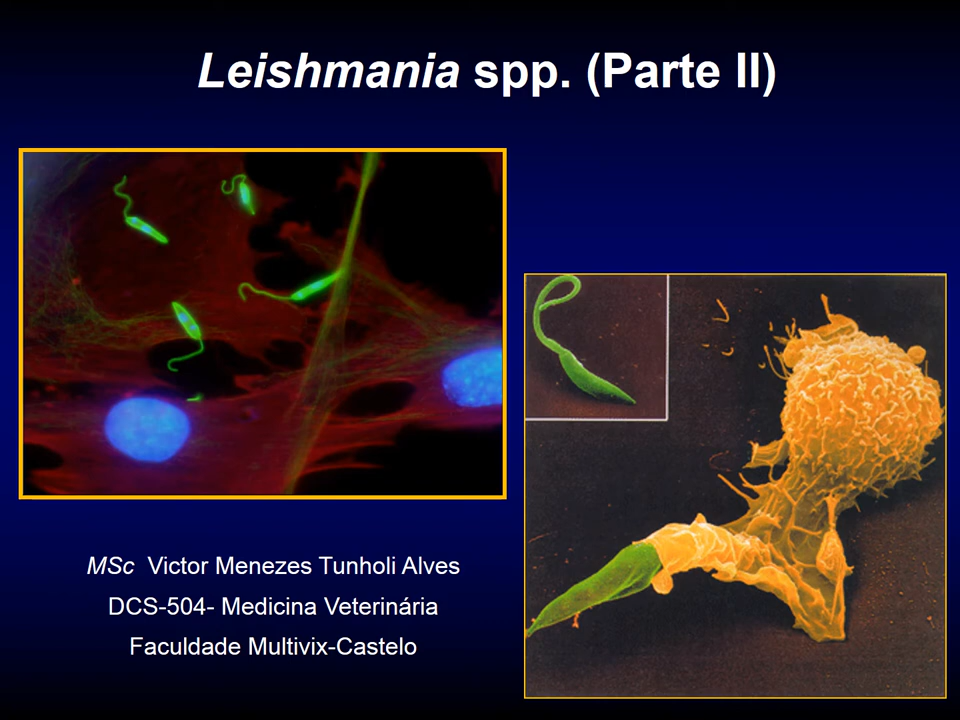 Leishmania spp. (Parte II)
MSc Victor Menezes Tunholi Alves
DCS-504- Medicina Veterinária
Faculdade Multivix-Castelo